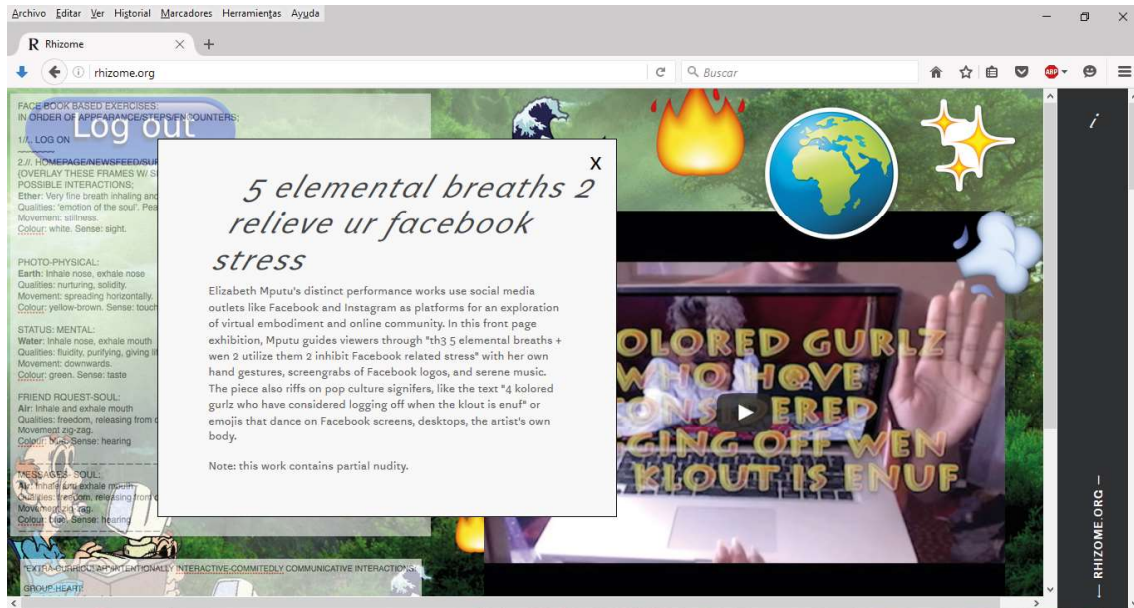 Archivo Editar Ver Historial Marcadores Herramientas Ayuda
Rhizome
rhizome.org
Buscar
ABP
FACE BOOK BASED EXERCISES:
IN ORDER OF APPEARANCE/STEPS/ENCOUNTERS:
Log out
1//. LOG ON
2.//. HOMEPAGE/NEWSFEED/SUR
(OVERLAY THESE FRAMES W/
POSSIBLE INTERACTIONS:
Ether: Very fine breath inhaling and
Qualities: 'emotion of the soul'.
Movement: stillness.
Colour: white. Sense: sight.
PHOTO-PHYSICAL:
Earth: Inhale nose, exhale nose
Qualities: nurturing, solidity.
Movement: spreading horizontally.
Colour: yellow-brown. Sense: touch
STATUS: MENTAL:
Water: Inhale nose, exhale mouth
Qualities: fluidity, purifying, giving
Movement: downwards.
Colour: green. Sense: taste
FRIEND RQUEST-SOUL:
Air: Inhale and exhale mouth
Qualities: freedom, releasing from
Movement zig-zag.
Colour: blue. Sense: hearing
MESSAGES- SOUL:
Air: Inhale and exhale mouth
Qualities: freedom, releasing from
Movement zig-zag.
Colour: blue. Sense: hearing
*EXTRA-CURRICULAR*INTENTIONALLY INTERACTIVE-COMMITEDLY COMMUNICATIVE INTERACTIONS:
GROUP-HEART:
X
5 elemental breaths 2
relieve ur facebook
stress
Elizabeth Mputu's distinct performance works use social media
outlets like Facebook and Instagram as platforms for an exploration
of virtual embodiment and online community. In this front page
exhibition, Mputu guides viewers through "th3 5 elemental breaths +
wen 2 utilize them 2 inhibit Facebook related stress" with her own
hand gestures, screengrabs of Facebook logos, and serene music.
The piece also riffs on pop culture signifers, like the text "4 kolored
gurlz who have considered logging off when the klout is enuf" or
emojis that dance on Facebook screens, desktops, the artist's own
body.
Note: this work contains partial nudity.
OLORED GURLZ
WHO HAVE
ONSIDERED
GING OFF WEN
KLOUT IS ENUF
i
← RHIZOME.ORG —